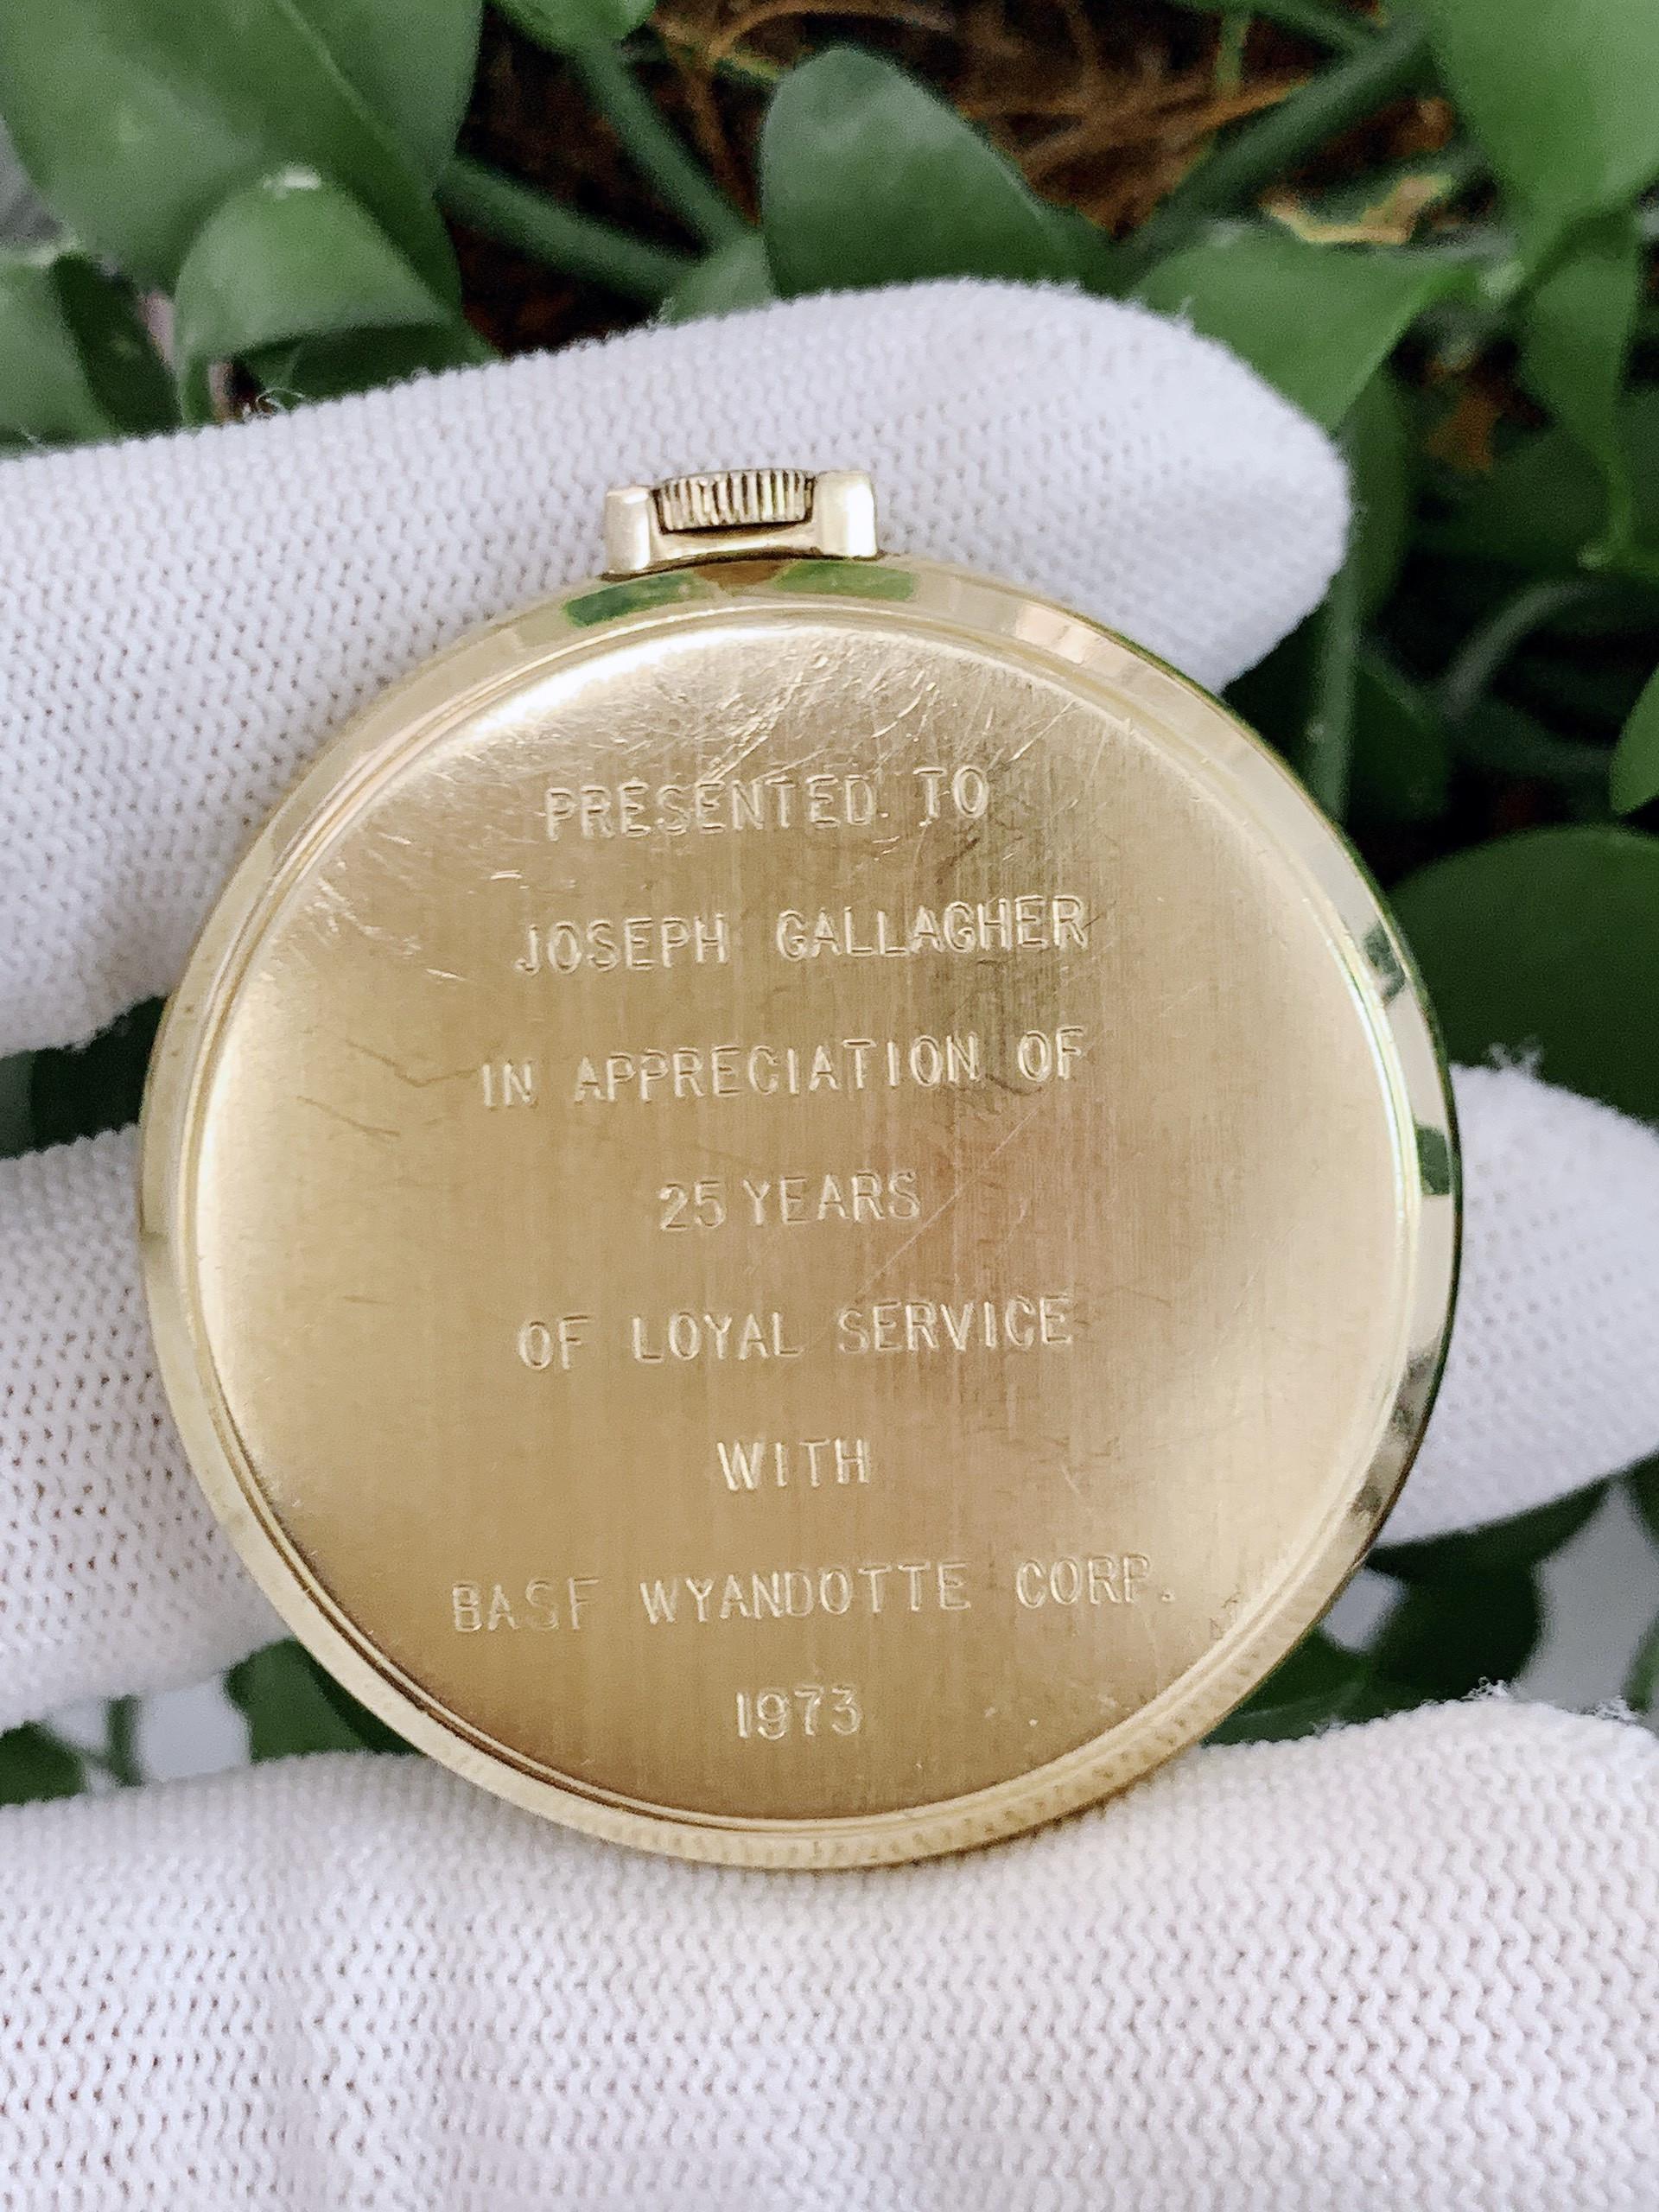 PRESENTED TO
JOSEPH GALLAGHER
IN APPRECIATION OF
25 YEARS
OF LOYAL SERVICE
WITH
BASF WYANDOTTE CORP.
1973